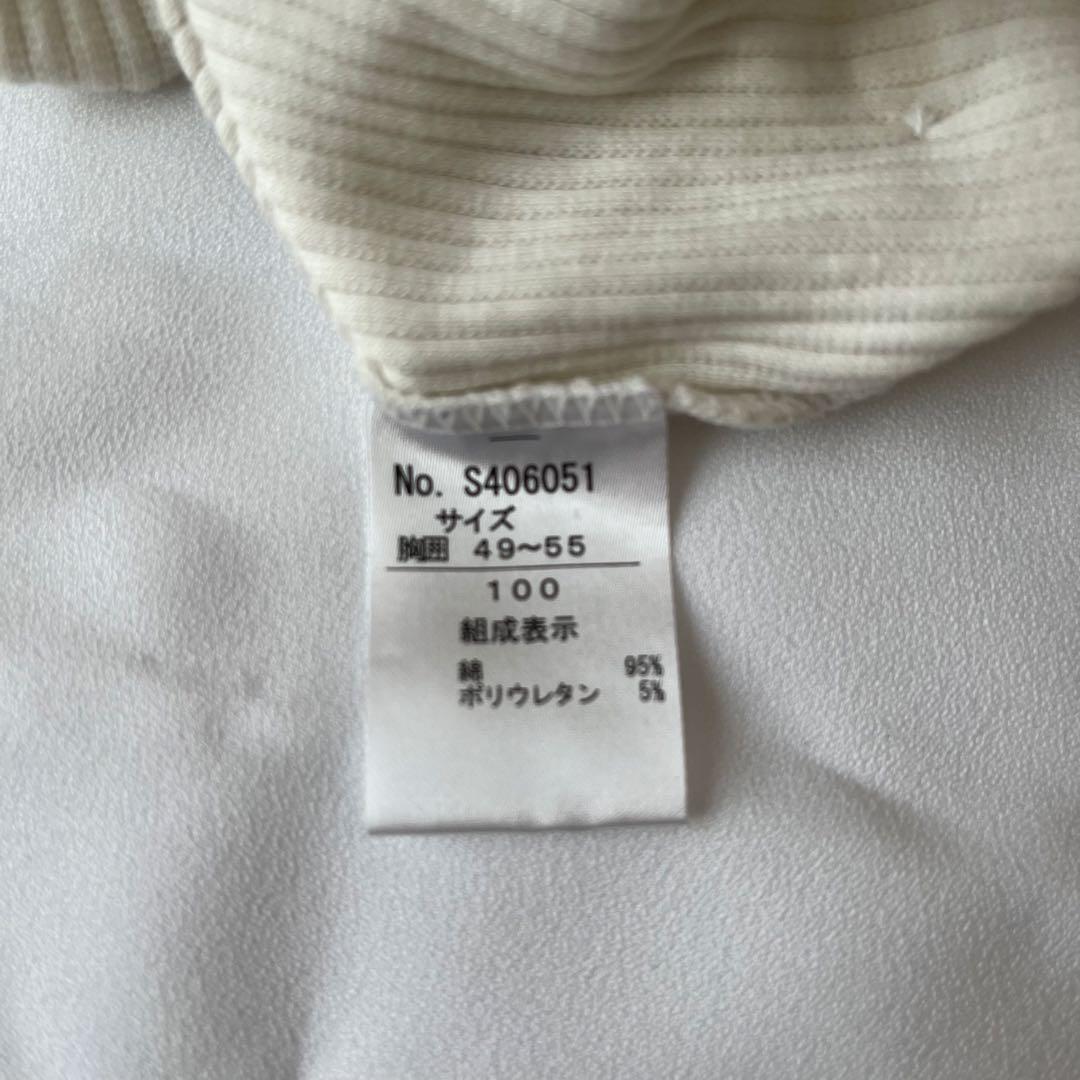 No. S406051
サイズ
胸囲 49～55
100
組成表示
綿 95%
ポリウレタン 5%